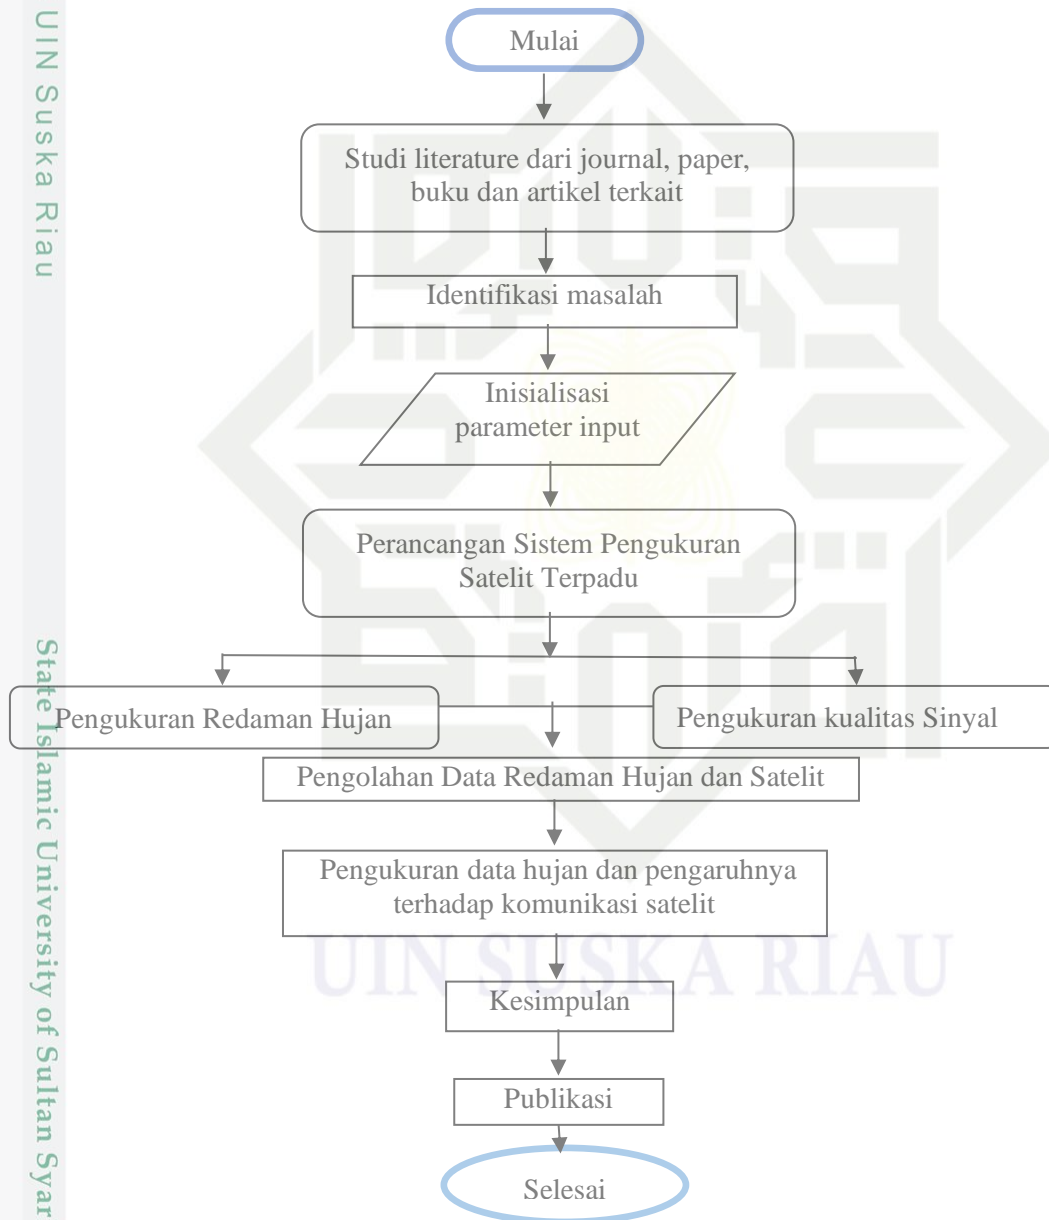 UIN Suska Riau
State Islamic University of Sultan Syar
Mulai
Studi literature dari journal, paper,
buku dan artikel terkait
Identifikasi masalah
Inisialisasi
parameter input
Perancangan Sistem Pengukuran
Satelit Terpadu
Pengukuran Redaman Hujan
Pengukuran kualitas Sinyal
Pengolahan Data Redaman Hujan dan Satelit
Pengukuran data hujan dan pengaruhnya
terhadap komunikasi satelit
UIN SUSKA RIAU
Kesimpulan
Publikasi
Selesai